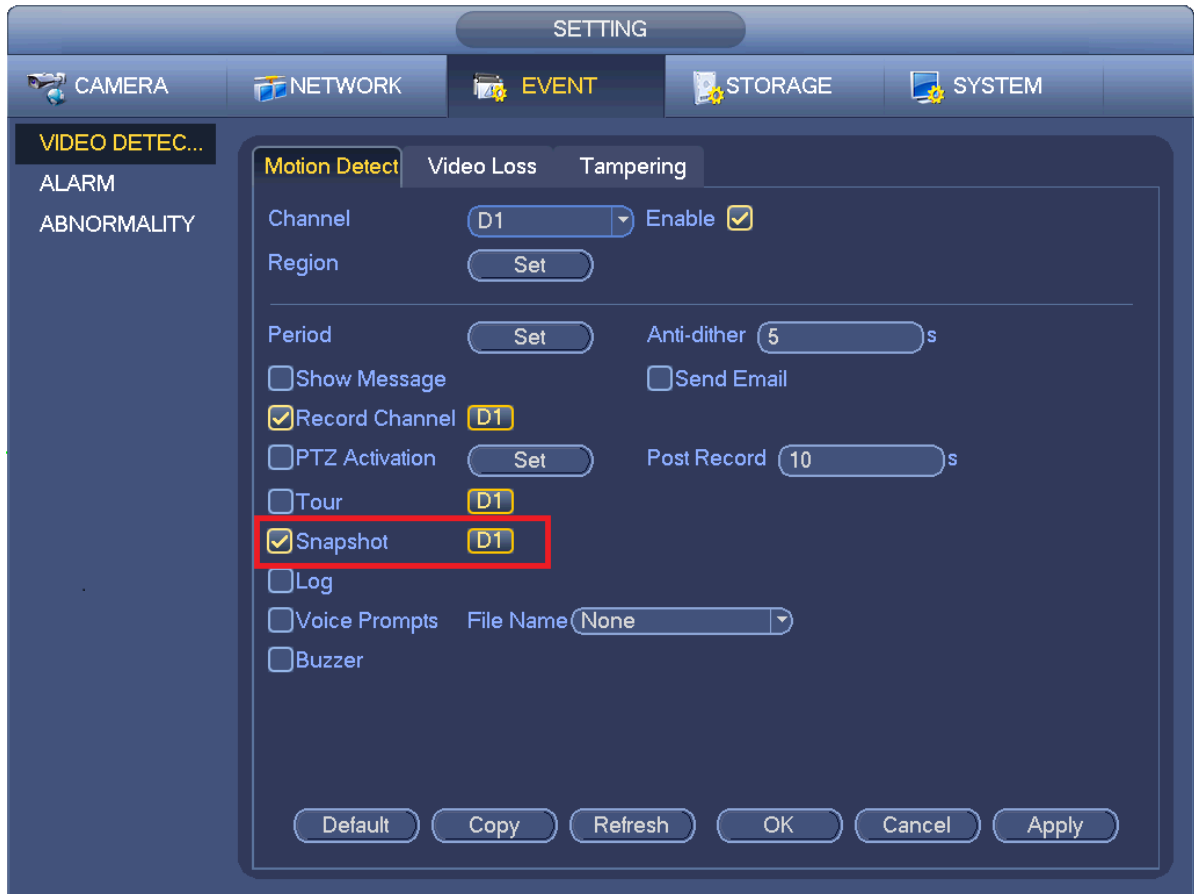 SETTING
CAMERA NETWORK EVENT STORAGE SYSTEM
VIDEO DETEC...
ALARM
ABNORMALITY
Motion Detect Video Loss Tampering
Channel D1 Enable
Region Set
Period Set Anti-dither 5 s
Show Message Send Email
Record Channel D1
PTZ Activation Set Post Record 10 s
Tour D1
Snapshot D1
Log
Voice Prompts File Name None
Buzzer
Default Copy Refresh OK Cancel Apply